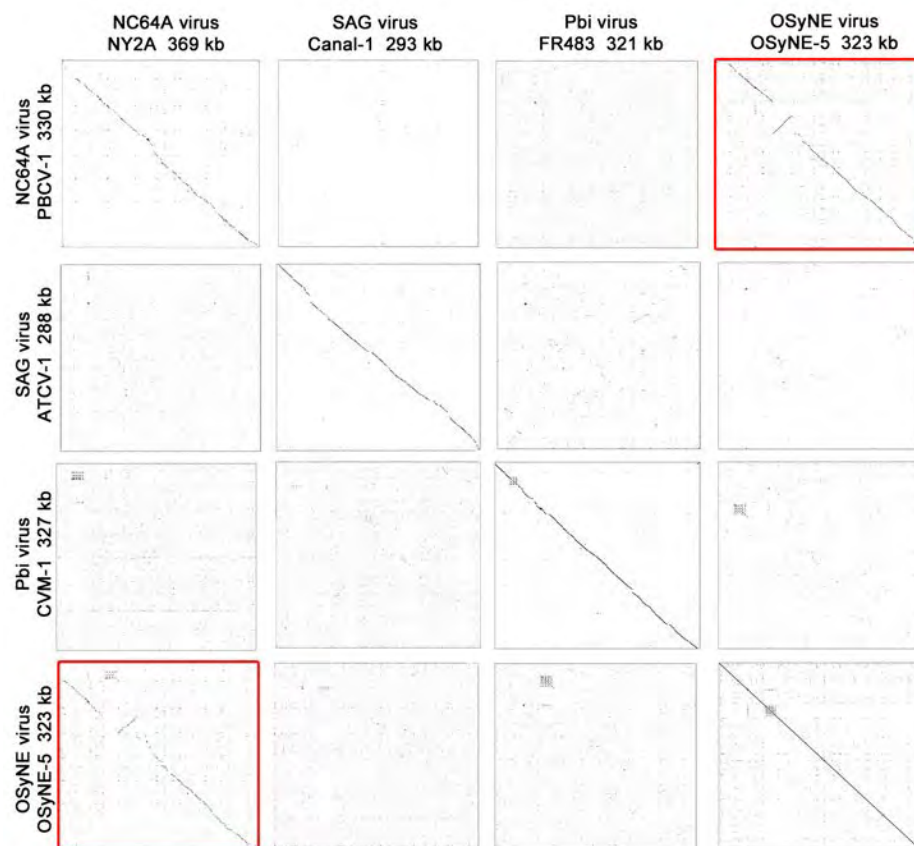 NC64A virus
NY2A 369 kb
SAG virus
Canal-1 293 kb
Pbi virus
FR483 321 kb
OSyNE virus
OSyNE-5 323 kb
NC64A virus
PBCV-1 330 kb
SAG virus
ATCV-1 288 kb
Pbi virus
CVM-1 3227 kb
OSyNE virus
OSyNE-5 323 kb